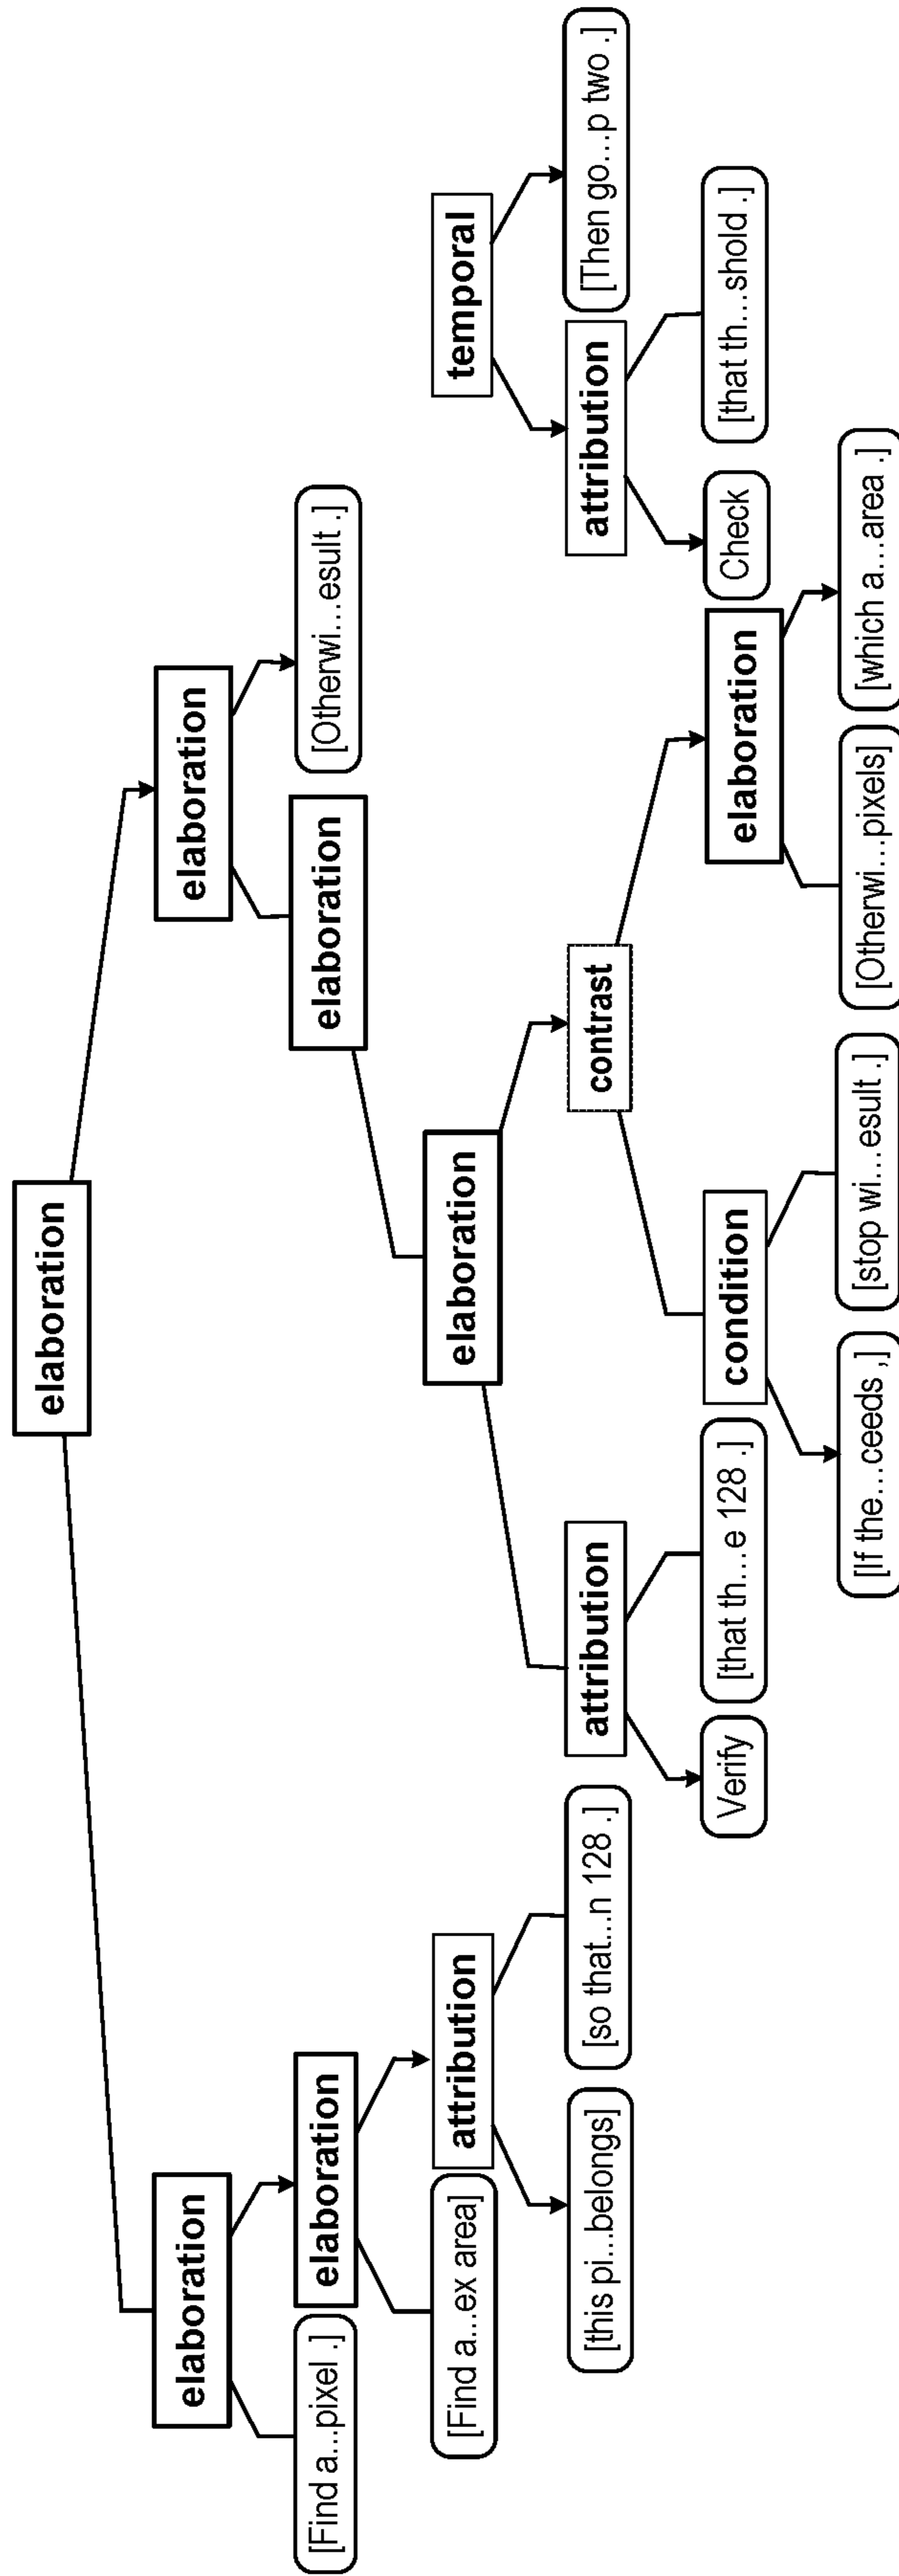 elaboration
elaboration
elaboration
[Find a...pixel .]
elaboration
elaboration
[Otherwi...esult .]
[Find a...ex area]
attribution
elaboration
temporal
[this pi...belongs]
[so that...n 128 .]
attribution
contrast
attribution
[Then go...p two .]
Verify
[that th...e 128 .]
condition
elaboration
Check
[that th...shold .]
[If the...ceeds ,]
[stop wi...esult .]
[Otherwi...pixels]
[which a...area .]